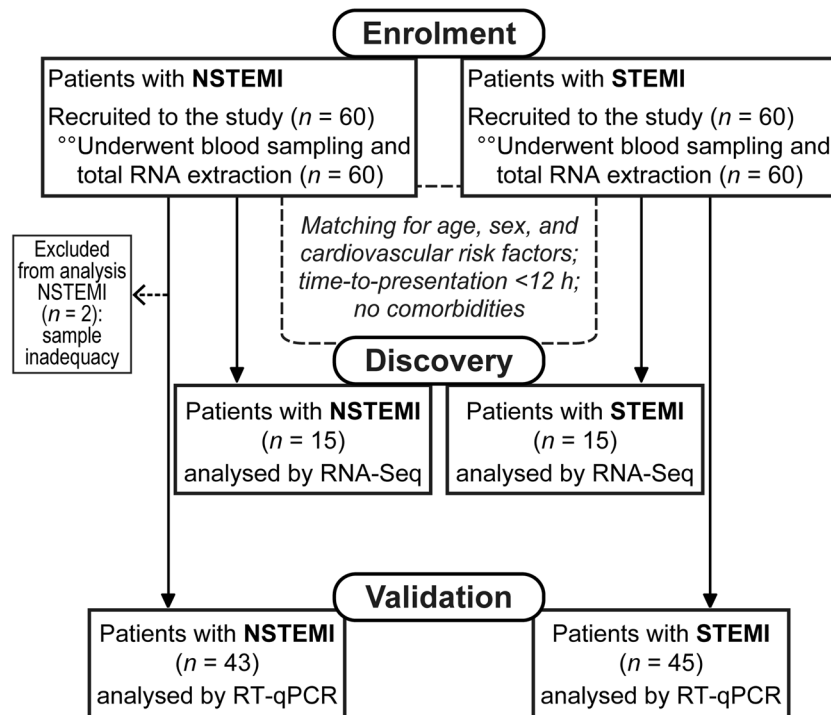 Enrolment
Patients with NSTEMI
Recruited to the study (n = 60)
°°Underwent blood sampling and
total RNA extraction (n = 60)
Patients with STEMI
Recruited to the study (n = 60)
°°Underwent blood sampling and
total RNA extraction (n = 60)
Matching for age, sex, and
cardiovascular risk factors;
time-to-presentation <12 h;
no comorbidities
Excluded
from analysis
NSTEMI
(n = 2):
sample
inadequacy
Discovery
Patients with NSTEMI
(n = 15)
analysed by RNA-Seq
Patients with STEMI
(n = 15)
analysed by RNA-Seq
Validation
Patients with NSTEMI
(n = 43)
analysed by RT-qPCR
Patients with STEMI
(n = 45)
analysed by RT-qPCR